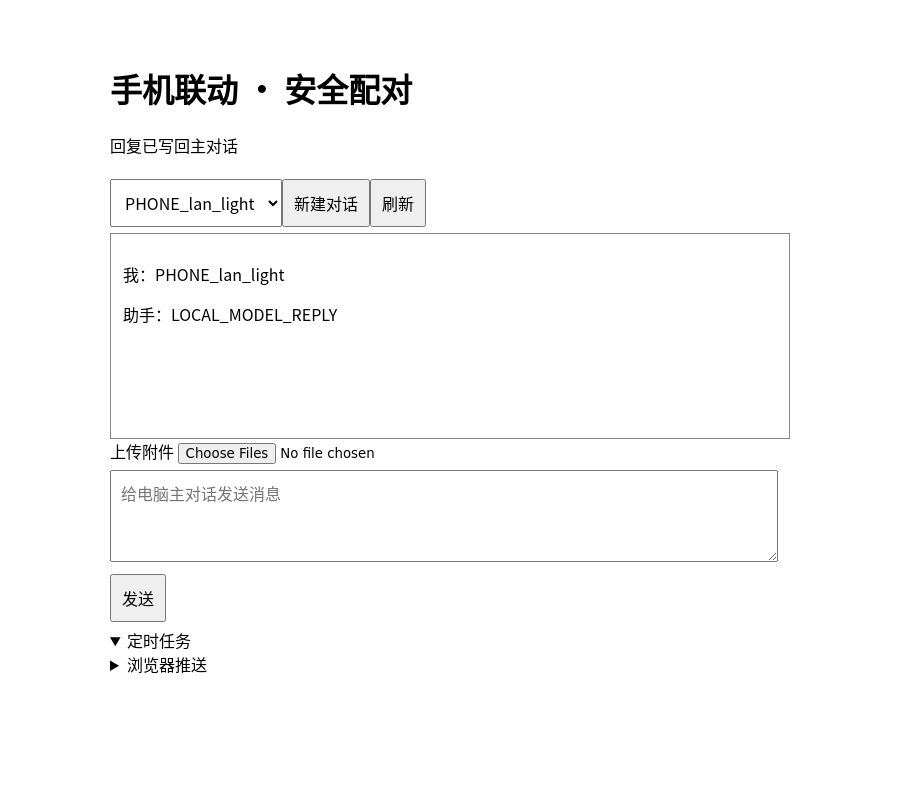 手机联动 · 安全配对
回复已写回主对话
PHONE_lan_light 新建对话 刷新
我：PHONE_lan_light
助手：LOCAL_MODEL_REPLY
上传附件 Choose Files No file chosen
给电脑主对话发送消息
发送
▼ 定时任务
▶ 浏览器推送